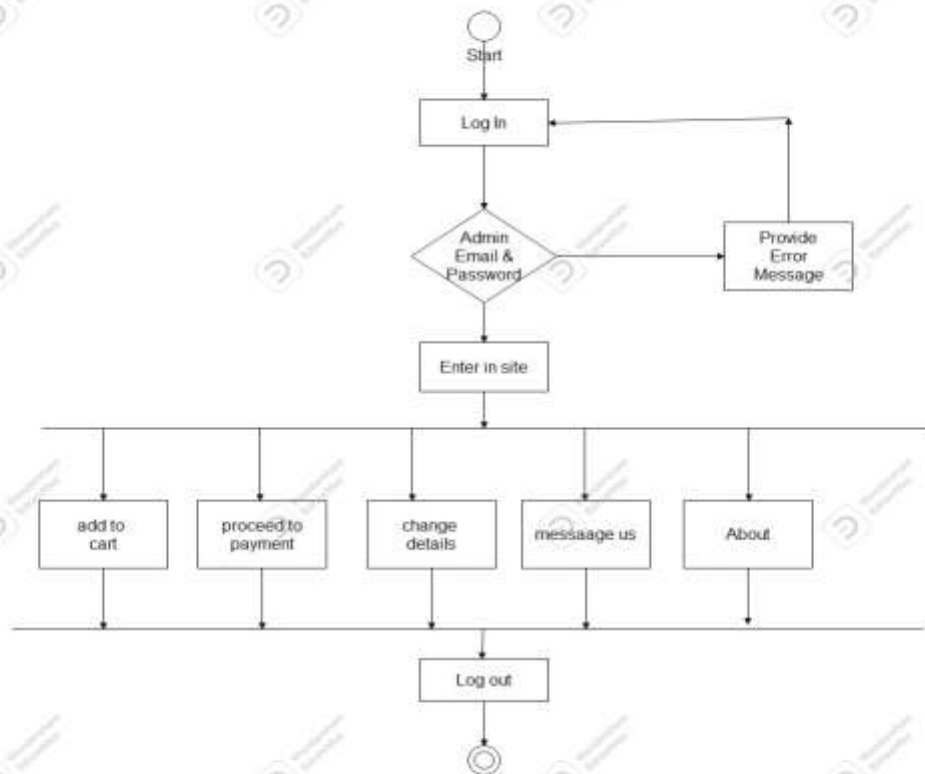 Start
Log In
Admin
Email &
Password
Provide
Error
Message
Enter in site
add to
cart
proceed to
payment
change
details
messaage us
About
Log out